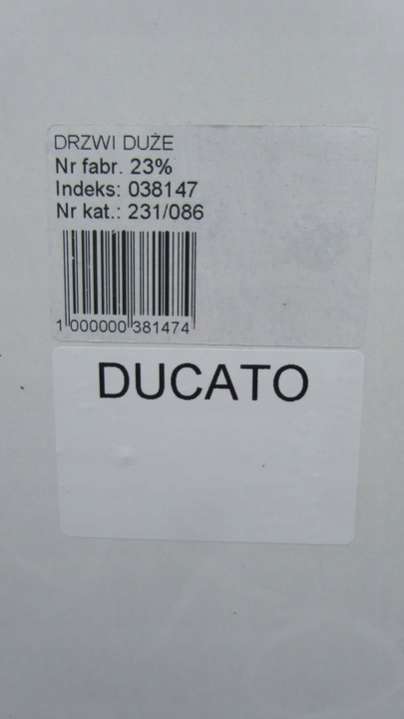 DRZWI DUŻE
Nr fabr. 23%
Indeks: 038147
Nr kat.: 231/086
1 000000 381474
DUCATO